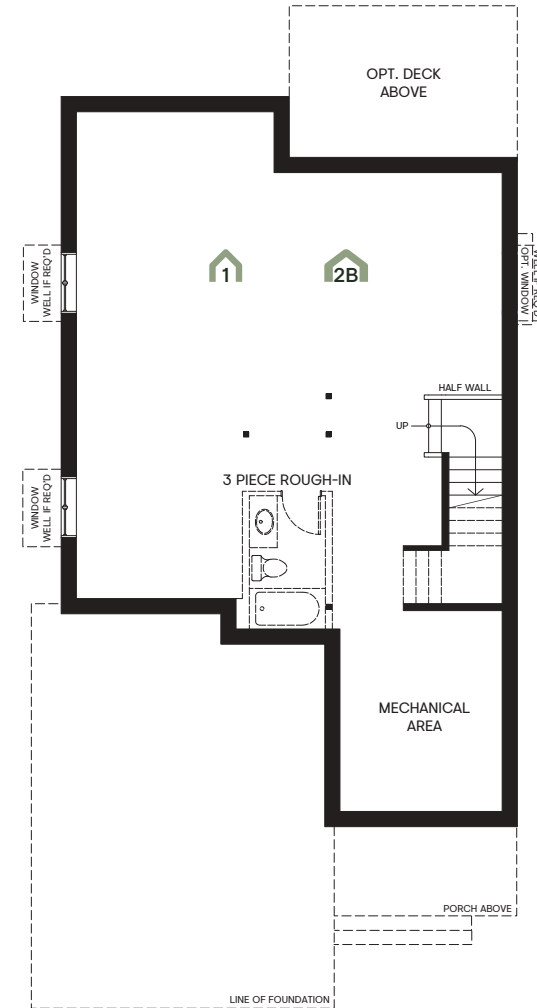 OPT. DECK
ABOVE
WINDOW
WELL IF REQ'D
1
2B
OPT. WINDOW
HALF WALL
UP
3 PIECE ROUGH-IN
WINDOW
WELL IF REQ'D
MECHANICAL
AREA
PORCH ABOVE
LINE OF FOUNDATION